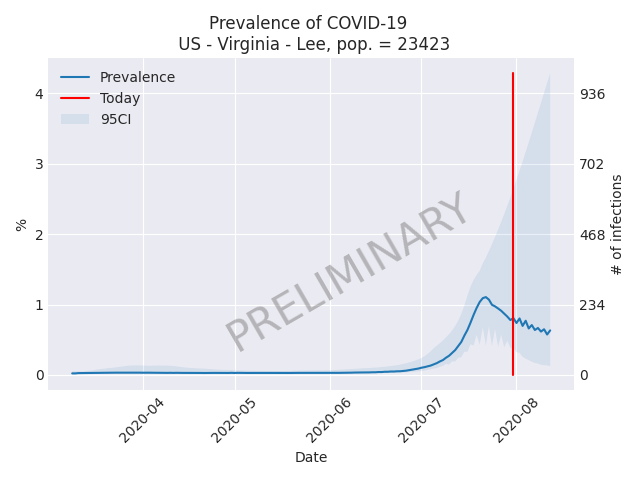 Prevalence of COVID-19
US - Virginia - Lee, pop. = 23423
Prevalence
Today
95CI
PRELIMINARY
%
4
3
2
1
0
# of infections
936
702
468
234
0
2020-04
2020-05
2020-06
2020-07
2020-08
Date